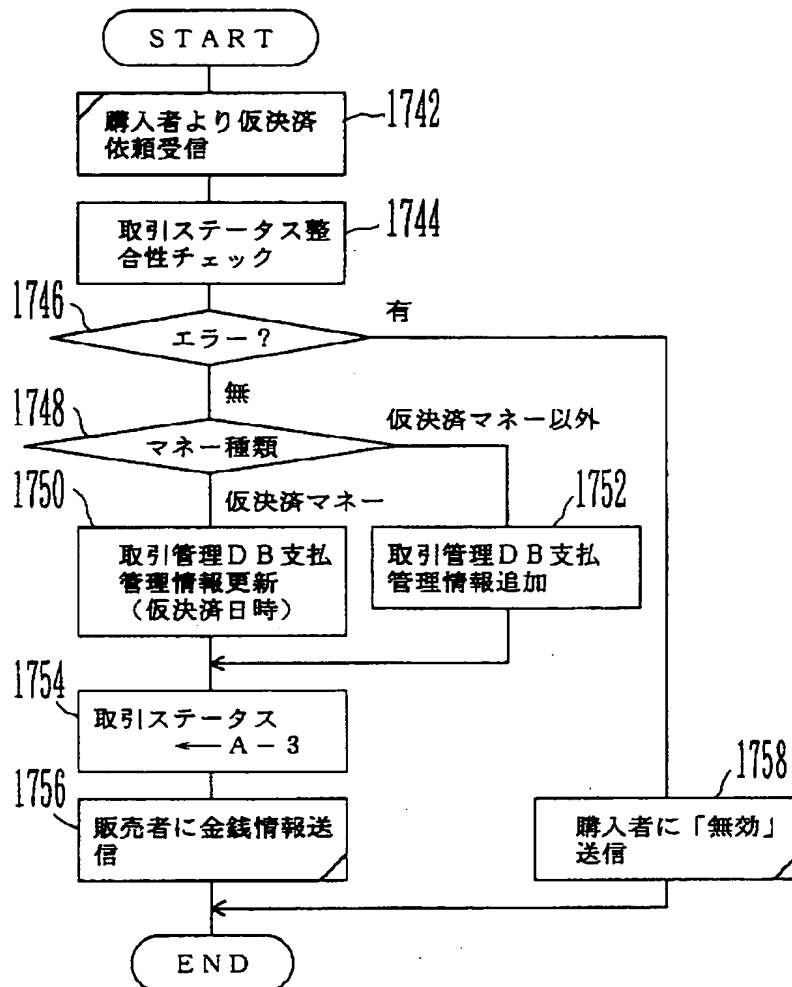 START
1742
購入者より仮決済
依頼受信
1744
取引ステータス整
合性チェック
1746
エラー?
有
無
1748
マネー種類
仮決済マネー以外
1750
仮決済マネー
1752
取引管理DB支払
管理情報更新
(仮決済日時)
取引管理DB支払
管理情報追加
1754
取引ステータス
←A-3
1756
販売者に金銭情報送
信
1758
購入者に「無効」
送信
END